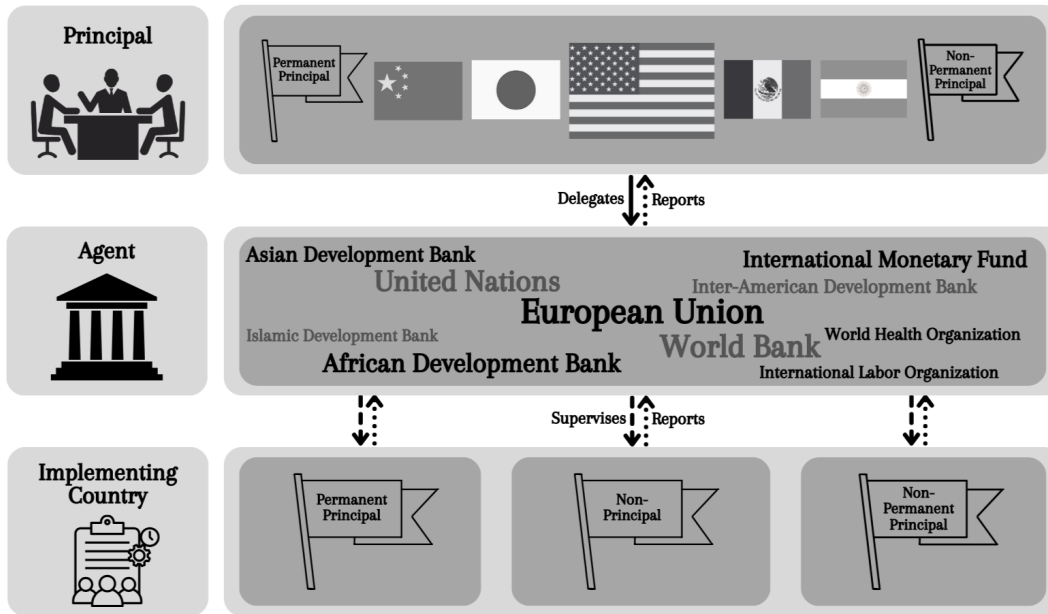 Principal
Permanent
Principal
Non-
Permanent
Principal
Delegates
Reports
Agent
Asian Development Bank
International Monetary Fund
United Nations
Inter-American Development Bank
European Union
Islamic Development Bank
World Bank
World Health Organization
African Development Bank
International Labor Organization
Supervises
Reports
Implementing
Country
Permanent
Principal
Non-
Principal
Non-
Permanent
Principal